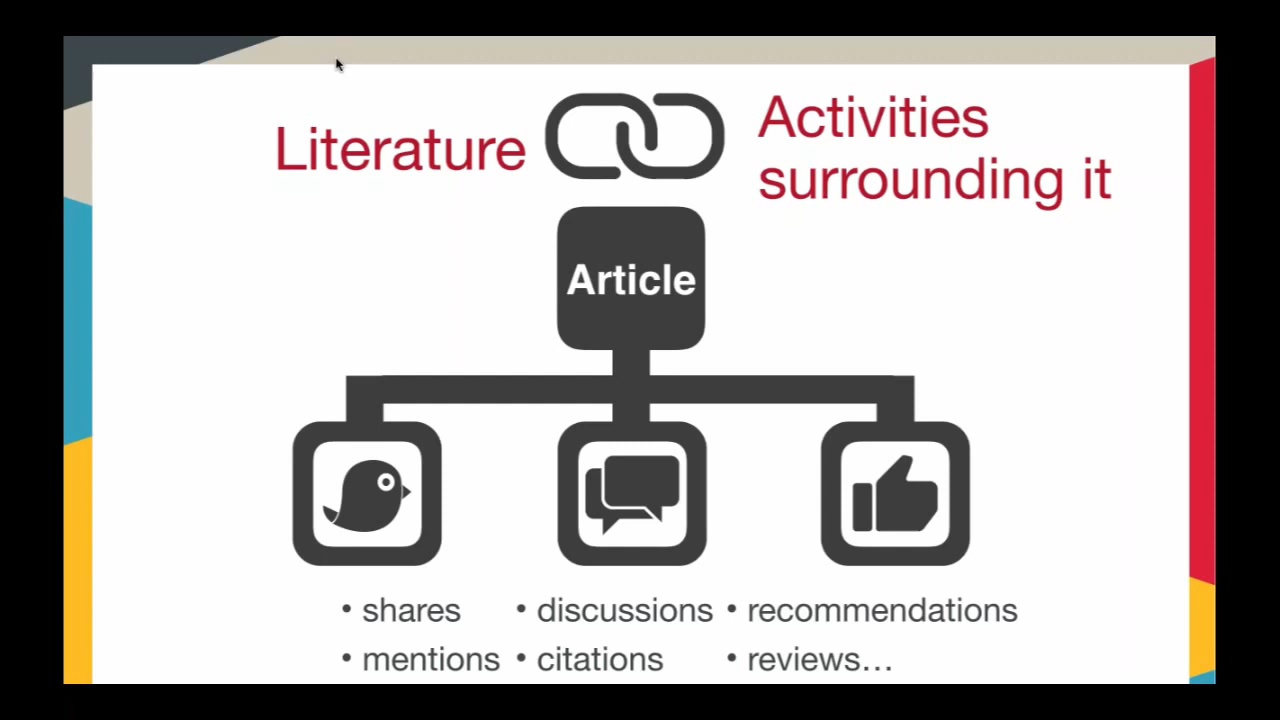 Literature
Activities
surrounding it
Article
• shares
• mentions
• discussions
• citations
• recommendations
• reviews…